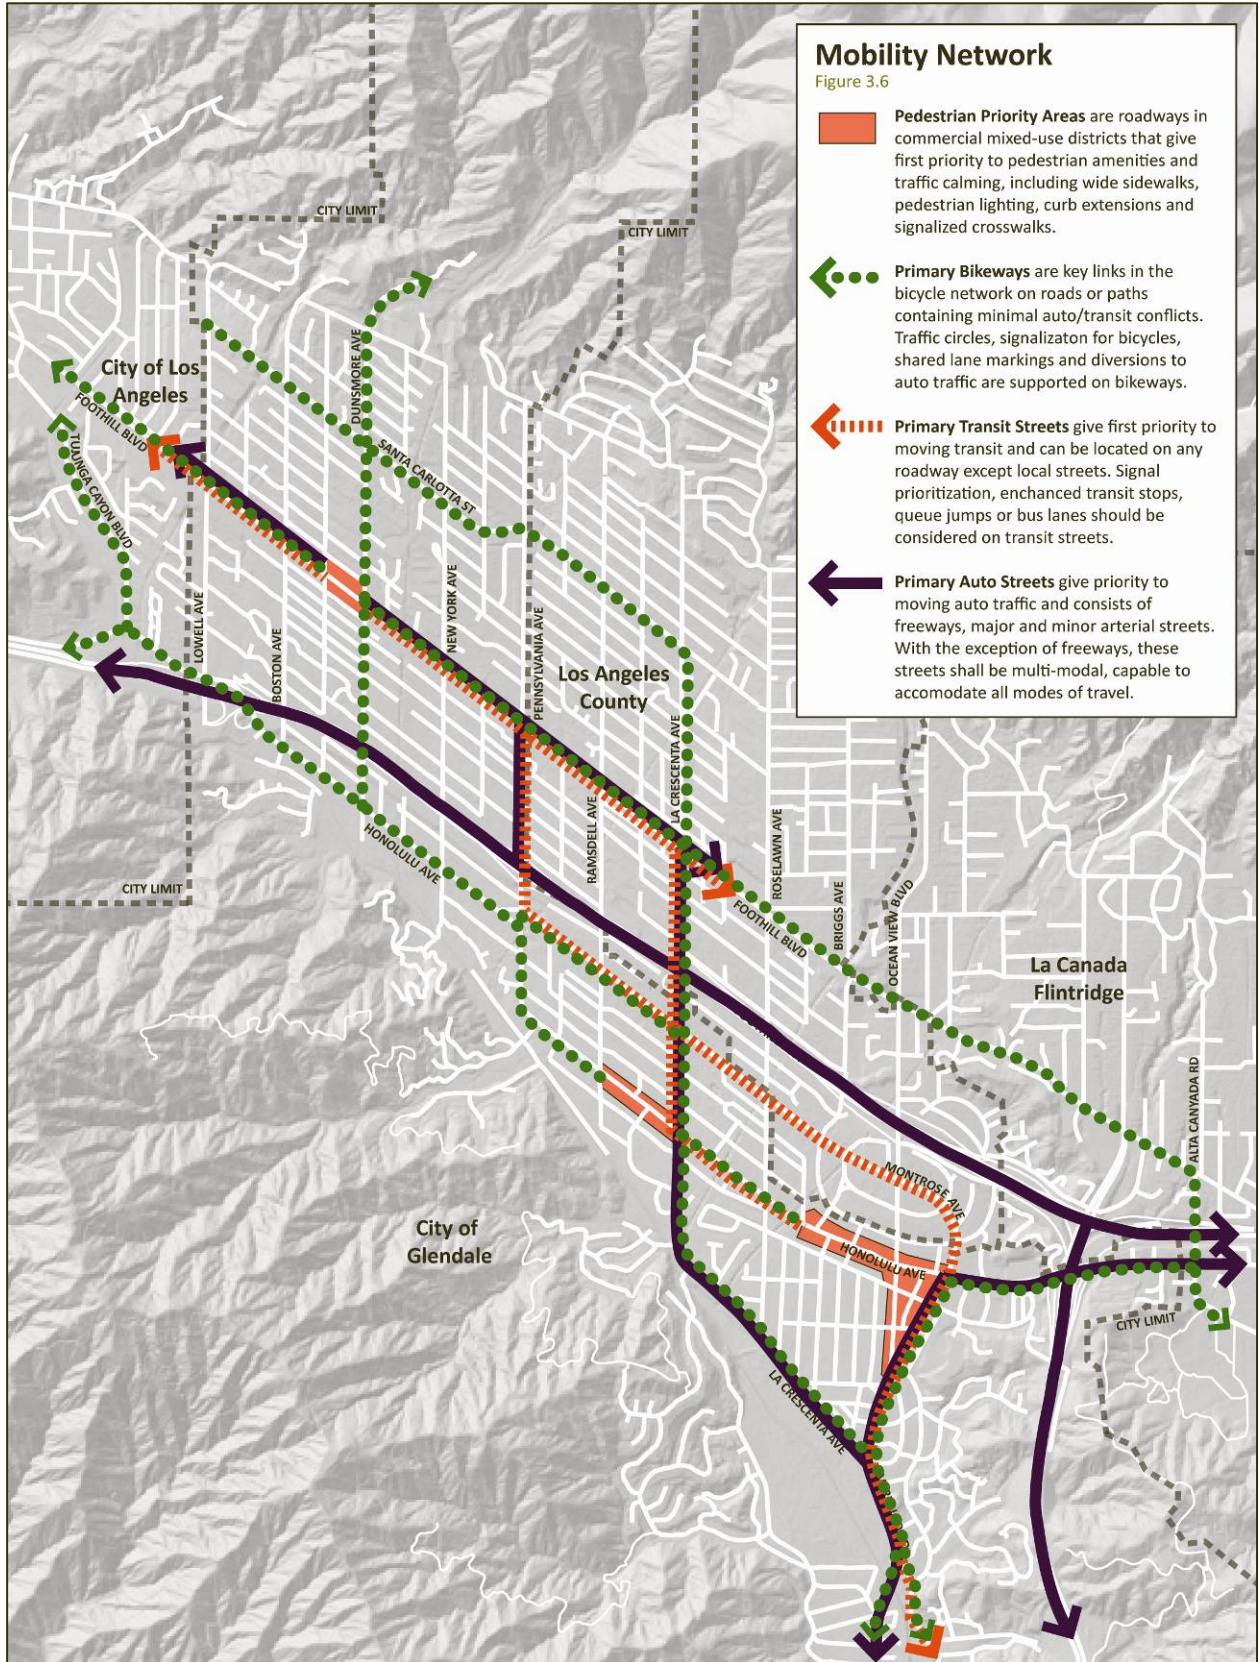 Mobility Network
Figure 3.6
Pedestrian Priority Areas are roadways in
commercial mixed-use districts that give
first priority to pedestrian amenities and
traffic calming, including wide sidewalks,
pedestrian lighting, curb extensions and
signalized crosswalks.
Primary Bikeways are key links in the
bicycle network on roads or paths
containing minimal auto/transit conflicts.
Traffic circles, signalizaton for bicycles,
shared lane markings and diversions to
auto traffic are supported on bikeways.
Primary Transit Streets give first priority to
moving transit and can be located on any
roadway except local streets. Signal
prioritization, enchanced transit stops,
queue jumps or bus lanes should be
considered on transit streets.
Primary Auto Streets give priority to
moving auto traffic and consists of
freeways, major and minor arterial streets.
With the exception of freeways, these
streets shall be multi-modal, capable to
accomodate all modes of travel.
CITY LIMIT
CITY LIMIT
City of Los
Angeles
FOOTHILL BLVD
TUJUNGA CAYON BLVD
DUNSMORE AVE
SANTA CARLOTTA ST
LOWELL AVE
BOSTON AVE
NEW YORK AVE
PENNSYLVANIA AVE
Los Angeles
County
LA CRESCENTA AVE
RAMSDELL AVE
ROSELAWN AVE
HONOLULU AVE
CITY LIMIT
FOOTHILL BLVD
BRIGGS AVE
OCEAN VIEW BLVD
La Canada
Flintridge
ALTA CANYADA RD
MONTROSE AVE
City of
Glendale
HONOLULU AVE
CITY LIMIT
LA CRESCENTA AVE